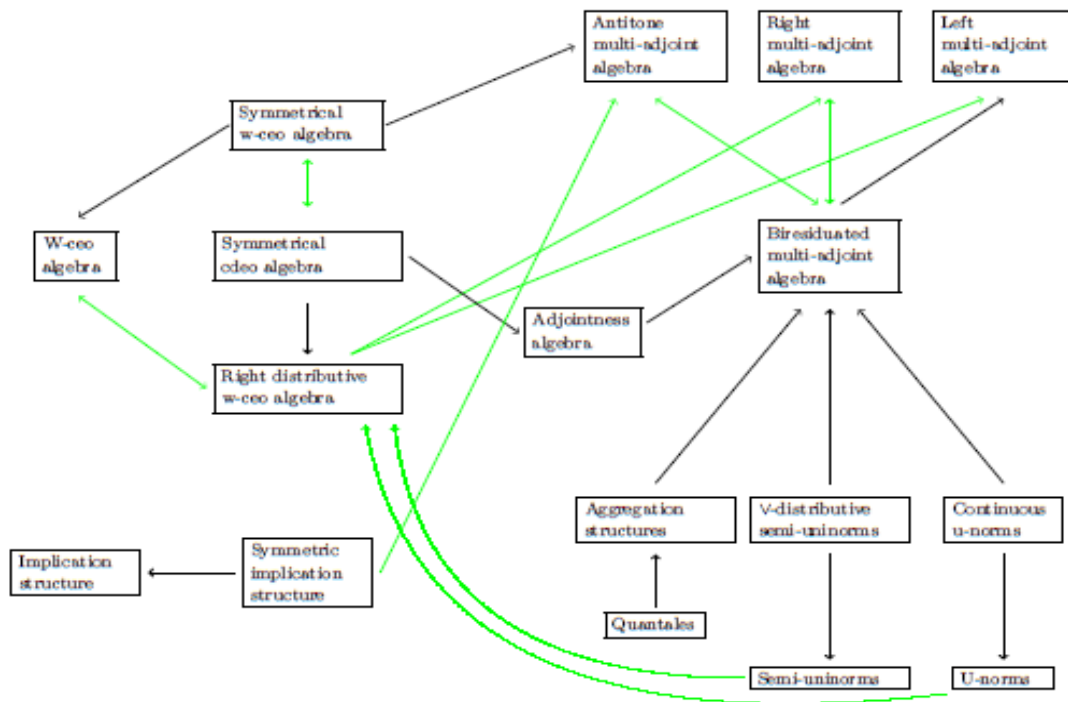 Antitone
multi-adjoint
algebra
Right
multi-adjoint
algebra
Left
multi-adjoint
algebra
Symmetrical
w-ceo algebra
W-ceo
algebra
Symmetrical
cdeo algebra
Biresiduated
multi-adjoint
algebra
Adjointness
algebra
Right distributive
w-ceo algebra
Aggregation
structures
V-distributive
semi-uninorms
Continuous
u-norms
Implication
structure
Symmetric
implication
structure
Quantales
Semi-uninorms
U-norms